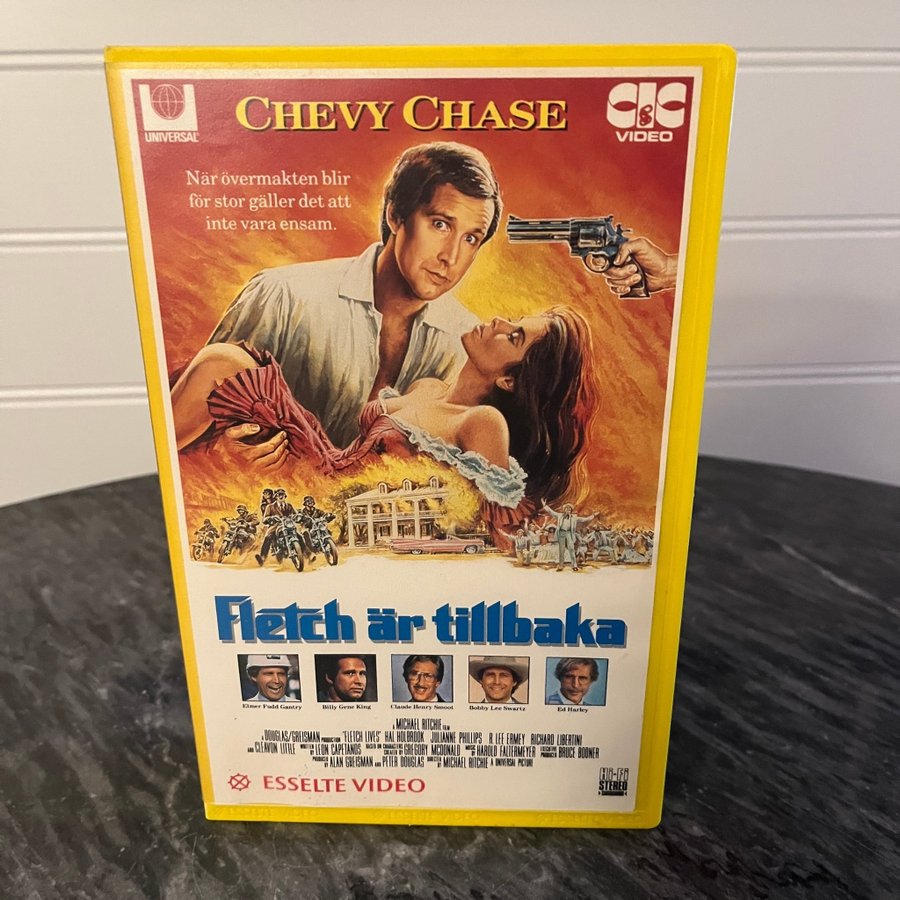 UNIVERSAL
CHEVY CHASE
CIC
VIDEO
När övermakten blir
för stor gäller det att
inte vara ensam.
Fletch är tillbaka
Elmer Fudd Gantry
Billy Gene King
Claude Henry Smoot
Bobby Lee Swartz
Ed Harley
A MICHAEL RITCHIE FILM
A DOUGLAS/GREISMAN PRODUCTION "FLETCH LIVES" HAL HOLBROOK JULIANNE PHILLIPS R. LEE ERMEY RICHARD LIBERTINI
AND CLEAVON LITTLE WRITTEN BY LEON CAPETANOS BASED ON CHARACTERS CREATED BY GREGORY MCDONALD MUSIC BY HAROLD FALTERMEYER EXECUTIVE PRODUCER BRUCE BODNER
PRODUCED BY ALAN GREISMAN AND PETER DOUGLAS DIRECTED BY MICHAEL RITCHIE A UNIVERSAL PICTURE
ESSELTE VIDEO
Hi-Fi
STEREO